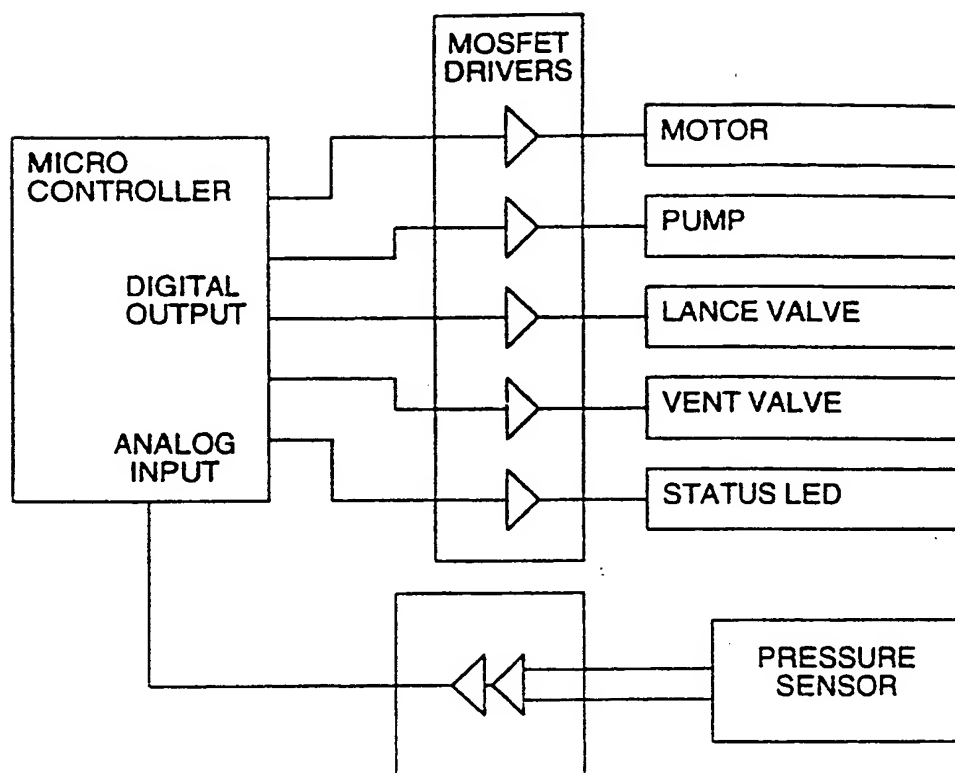 MOSFET
DRIVERS
MICRO
CONTROLLER
DIGITAL
OUTPUT
ANALOG
INPUT
MOTOR
PUMP
LANCE VALVE
VENT VALVE
STATUS LED
PRESSURE
SENSOR